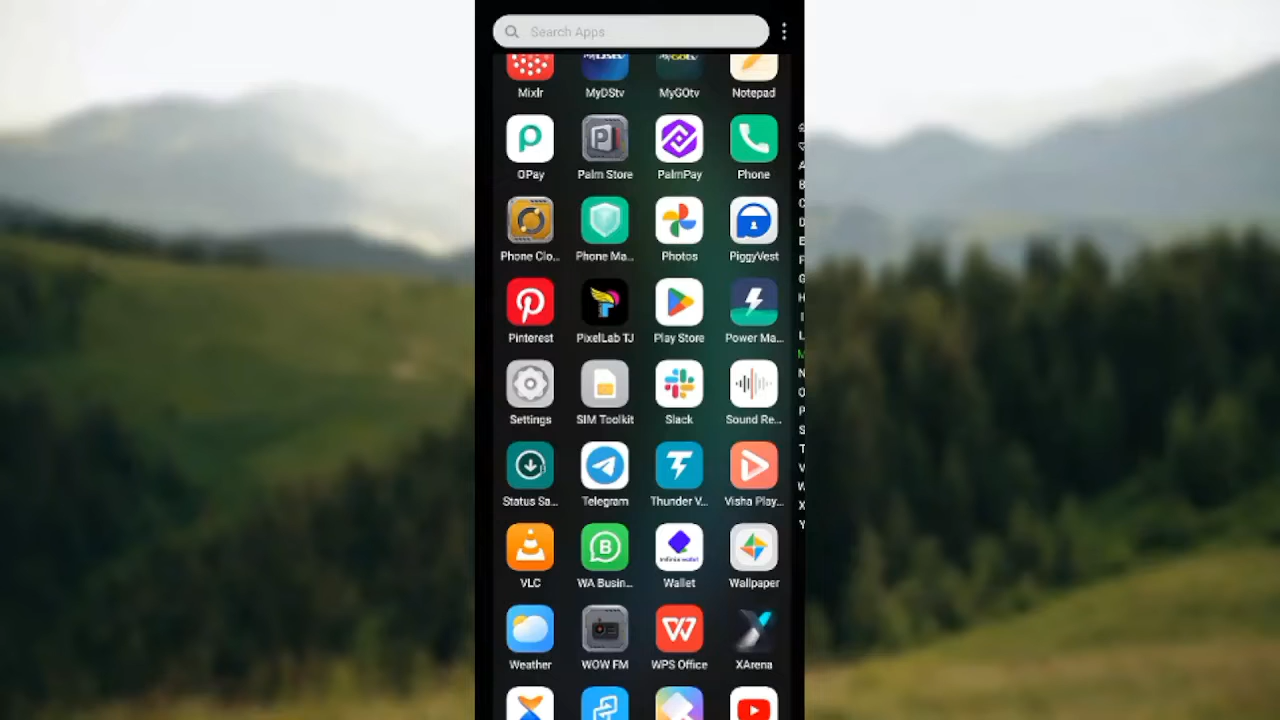 Search Apps
Mixlr MyDStv MyGOtv Notepad
OPay Palm Store PalmPay Phone
Phone Clo... Phone Ma... Photos PiggyVest
Pinterest PixelLab TJ Play Store Power Ma...
Settings SIM Toolkit Slack Sound Re...
Status Sa... Telegram Thunder V... Visha Play...
VLC WA Busin... Wallet Wallpaper
Weather WOW FM WPS Office XArena